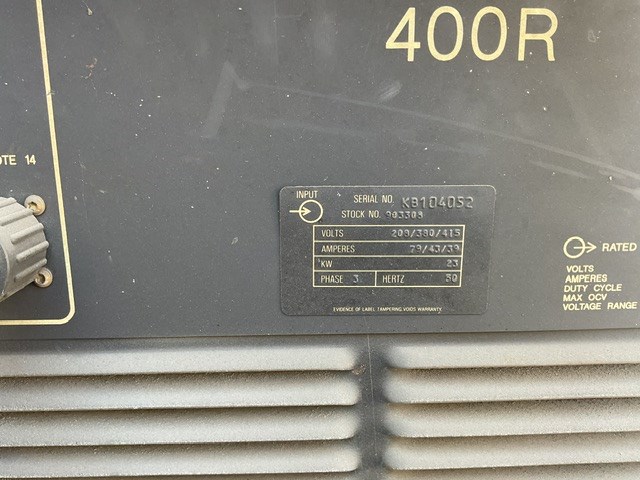 400R
OTE 14
INPUT
SERIAL NO. KB104052
STOCK NO. 903308
VOLTS 208/380/415
AMPERES 79/43/39
KW 23
PHASE 3 HERTZ 50
EVIDENCE OF LABEL TAMPERING VOIDS WARRANTY
RATED
VOLTS
AMPERES
DUTY CYCLE
MAX OCV
VOLTAGE RANGE